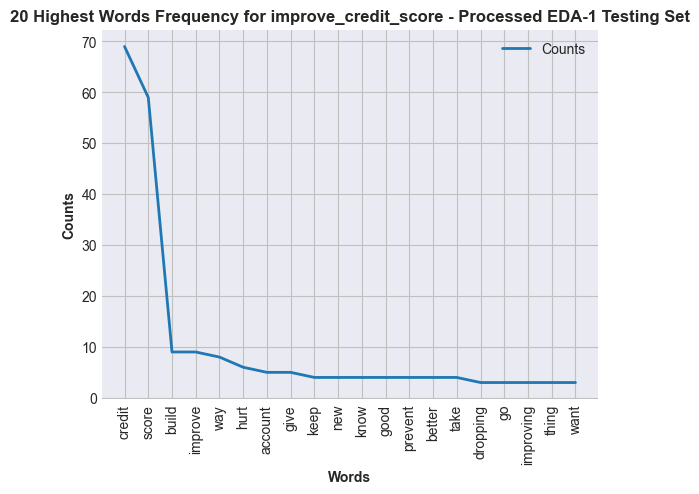 20 Highest Words Frequency for improve_credit_score - Processed EDA-1 Testing Set
Counts
70
60
50
40
30
20
10
0
Counts
credit
score
build
improve
way
hurt
account
give
keep
new
know
good
prevent
better
take
dropping
go
improving
thing
want
Words